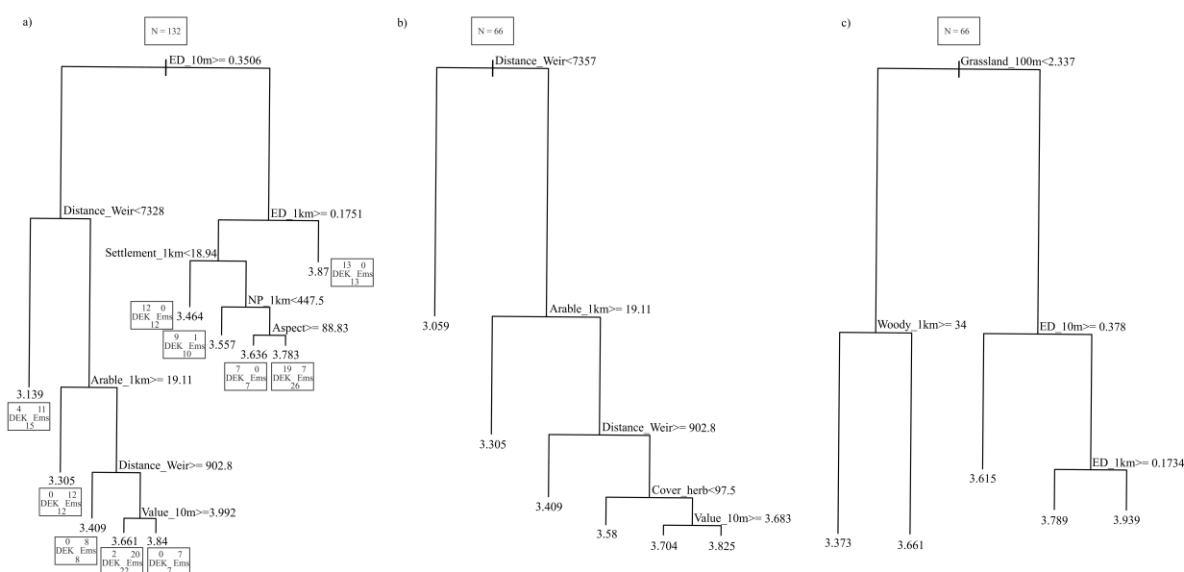 a)
N = 132
ED_10m>= 0.3506
Distance_Weir<7328
ED_1km>= 0.1751
Settlement_1km<18.94
3.87
13 0
DEK Ems
13
NP_1km<447.5
12 0
DEK Ems
12
3.464
Aspect>= 88.83
9 1
DEK Ems
10
3.557
3.636
3.783
7 0
DEK Ems
7
19 7
DEK Ems
26
3.139
4 11
DEK Ems
15
Arable_1km>= 19.11
3.305
0 12
DEK Ems
12
Distance_Weir>= 902.8
3.409
0 8
DEK Ems
8
Value_10m>=3.992
3.661
3.84
2 20
DEK Ems
22
0 7
DEK Ems
7
b)
N = 66
Distance_Weir<7357
3.059
Arable_1km>= 19.11
3.305
Distance_Weir>= 902.8
3.409
Cover_herb<97.5
3.58
Value_10m>= 3.683
3.704
3.825
c)
N = 66
Grassland_100m<2.337
Woody_1km>= 34
ED_10m>= 0.378
3.373
3.661
3.615
ED_1km>= 0.1734
3.789
3.939